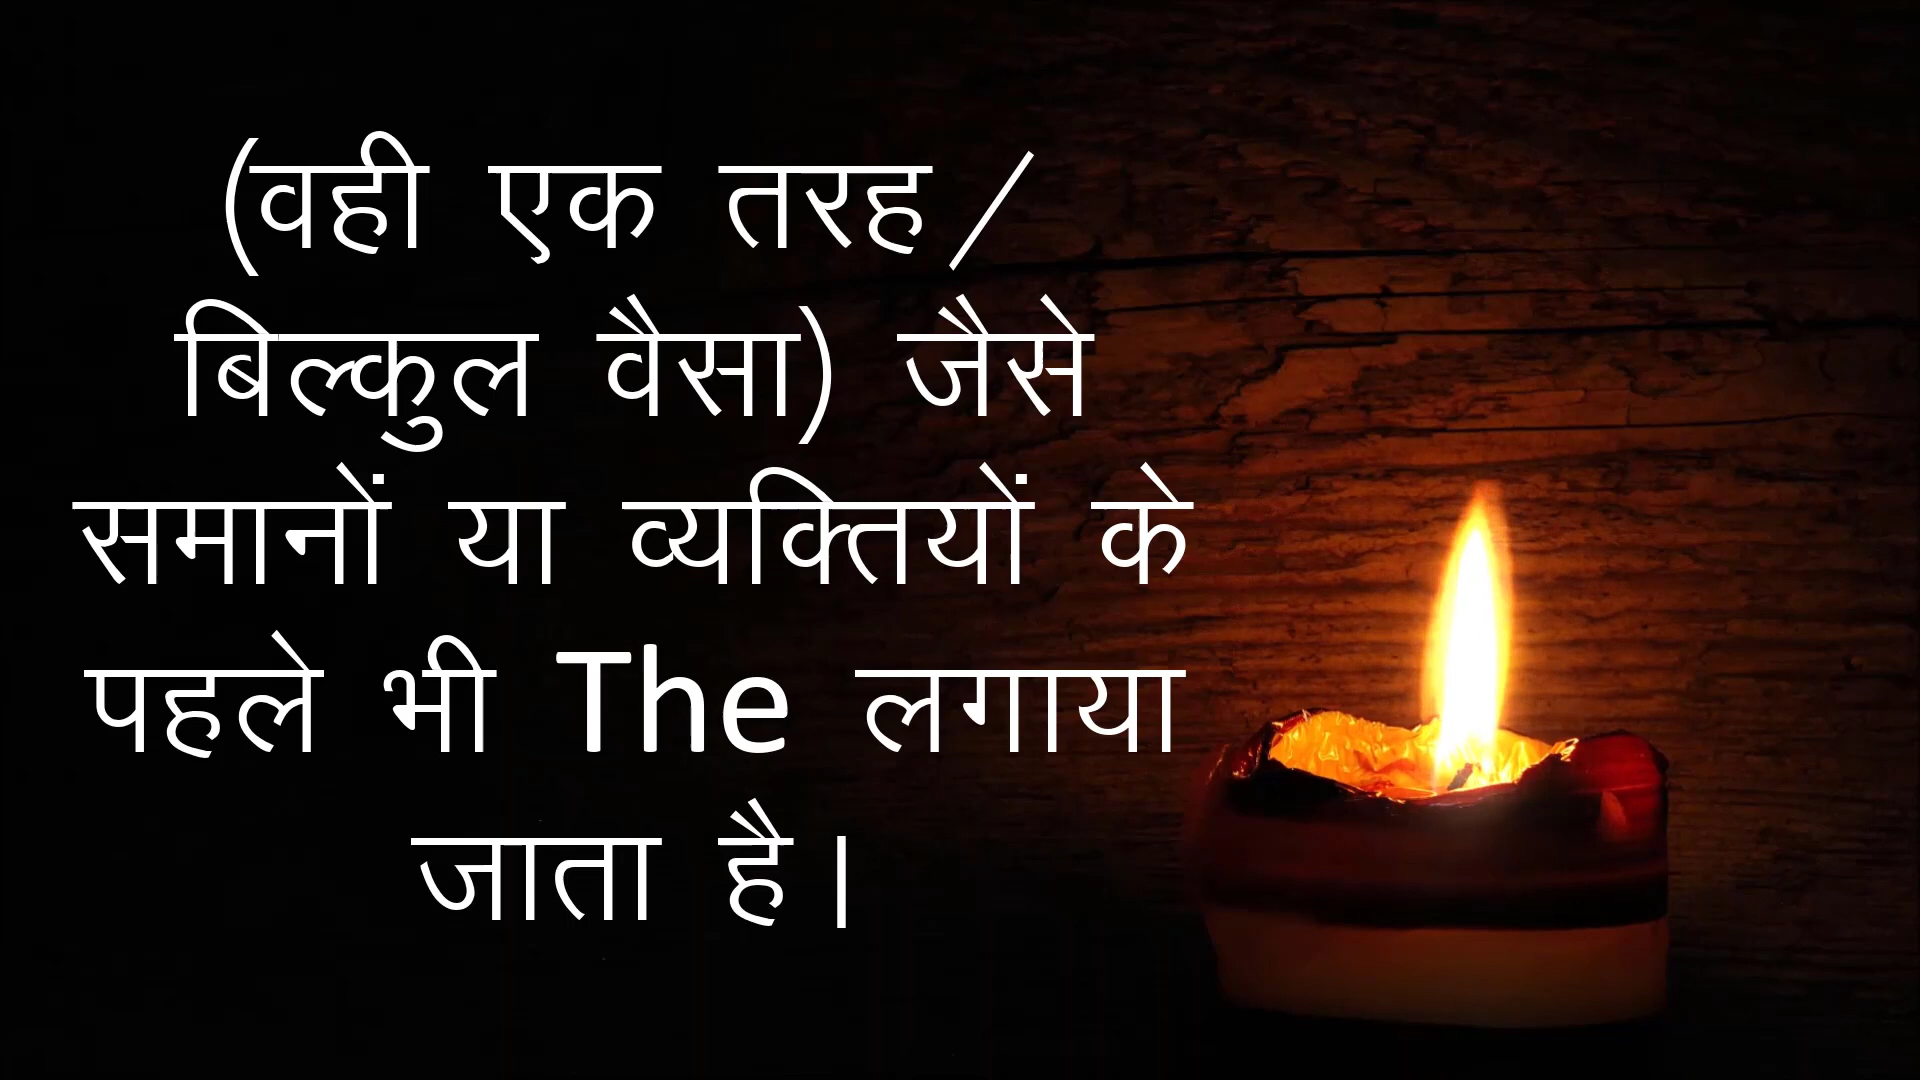 (वही एक तरह/
बिल्कुल वैसा) जैसे
समानों या व्यक्तियों के
पहले भी The लगाया
जाता है।